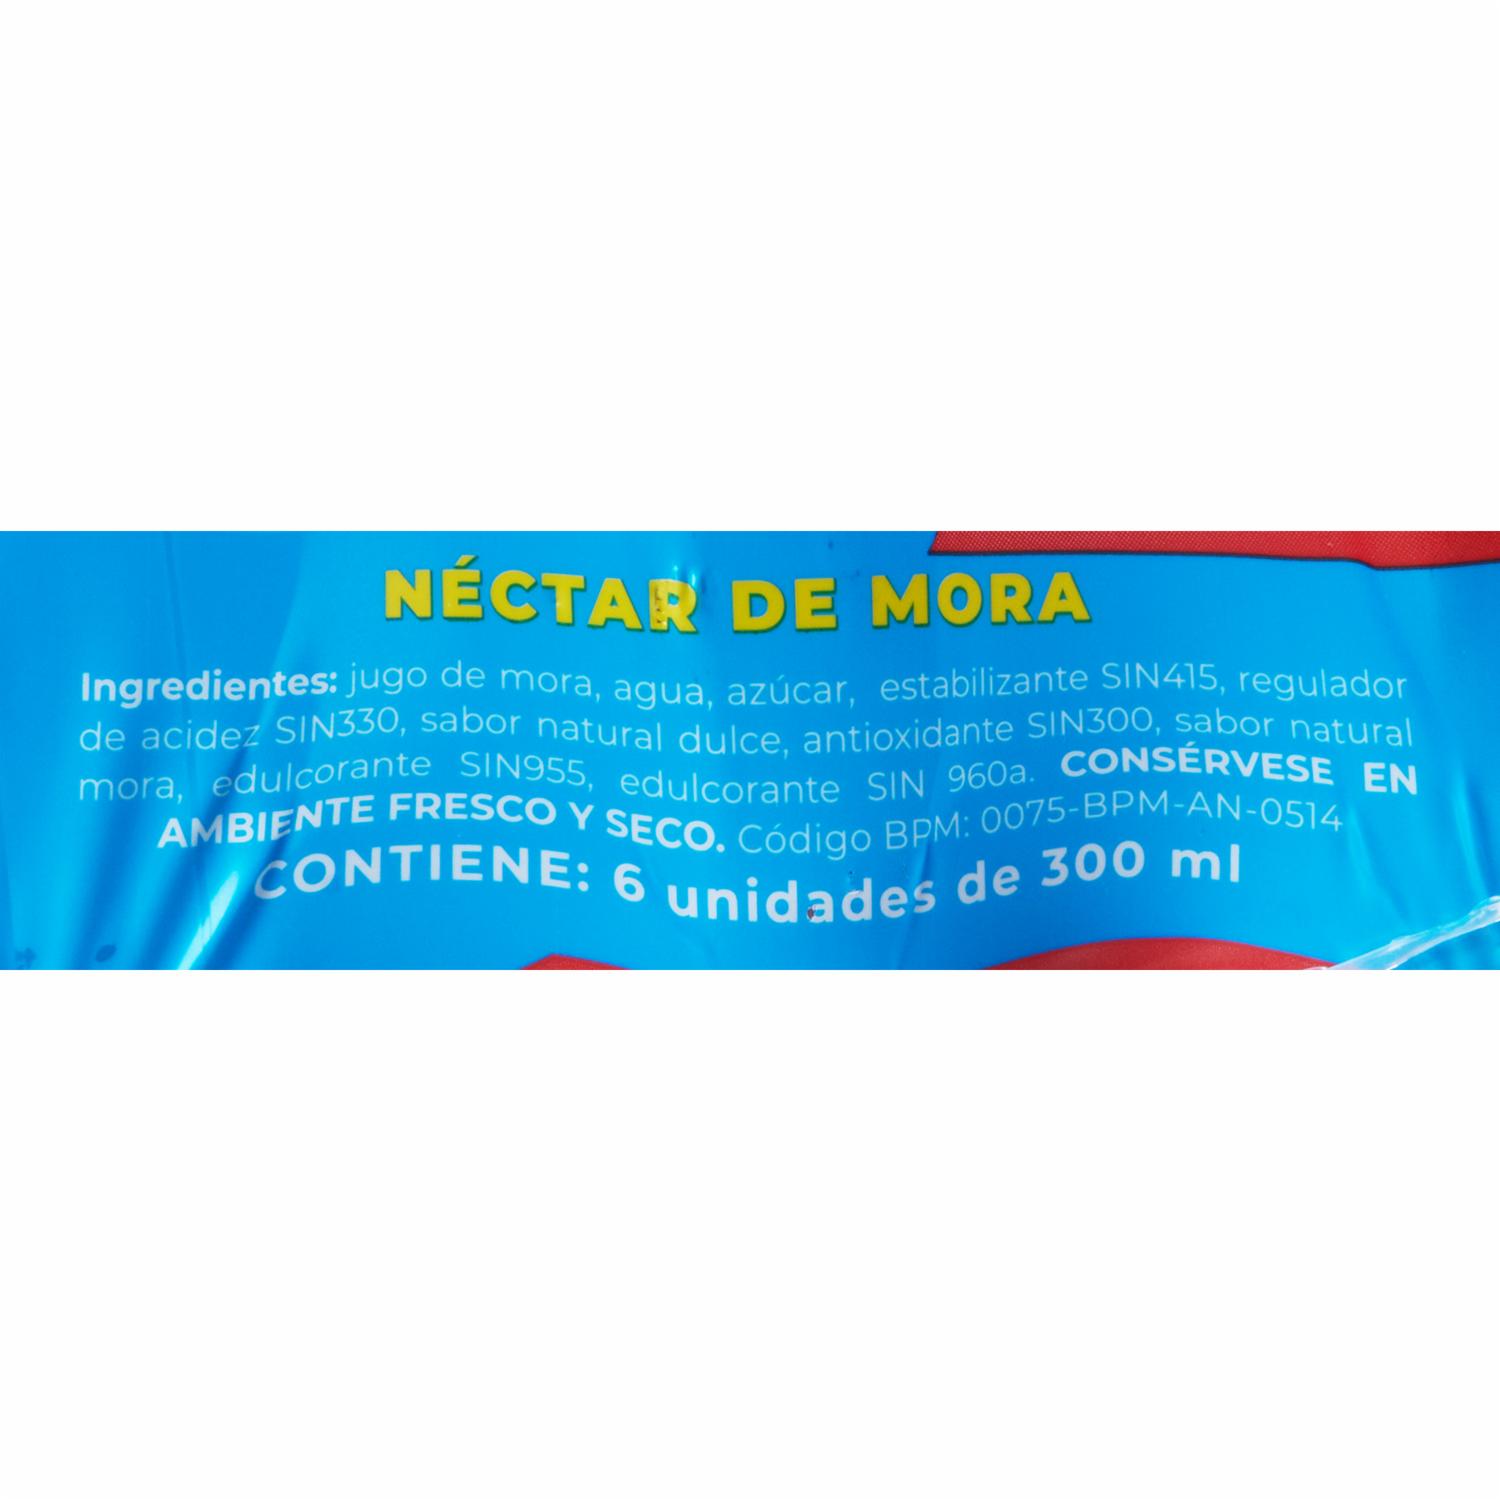 NÉCTAR DE MORA
Ingredientes: jugo de mora, agua, azúcar, estabilizante SIN415, regulador
de acidez SIN330, sabor natural dulce, antioxidante SIN300, sabor natural
mora, edulcorante SIN955, edulcorante SIN 960a. CONSÉRVESE EN
AMBIENTE FRESCO Y SECO. Código BPM: 0075-BPM-AN-0514
CONTIENE: 6 unidades de 300 ml